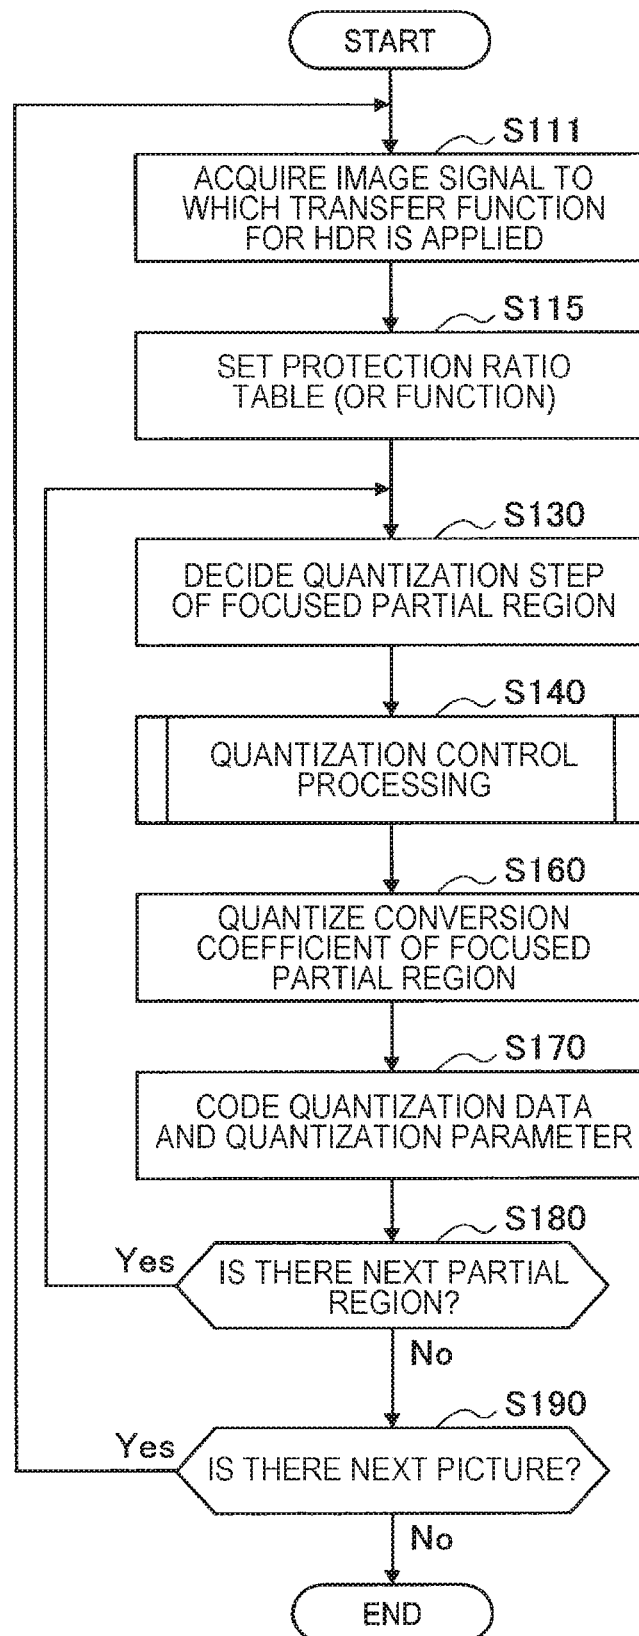 START
S111
ACQUIRE IMAGE SIGNAL TO
WHICH TRANSFER FUNCTION
FOR HDR IS APPLIED
S115
SET PROTECTION RATIO
TABLE (OR FUNCTION)
S130
DECIDE QUANTIZATION STEP
OF FOCUSED PARTIAL REGION
S140
QUANTIZATION CONTROL
PROCESSING
S160
QUANTIZE CONVERSION
COEFFICIENT OF FOCUSED
PARTIAL REGION
S170
CODE QUANTIZATION DATA
AND QUANTIZATION PARAMETER
S180
Yes
IS THERE NEXT PARTIAL
REGION?
No
S190
Yes
IS THERE NEXT PICTURE?
No
END